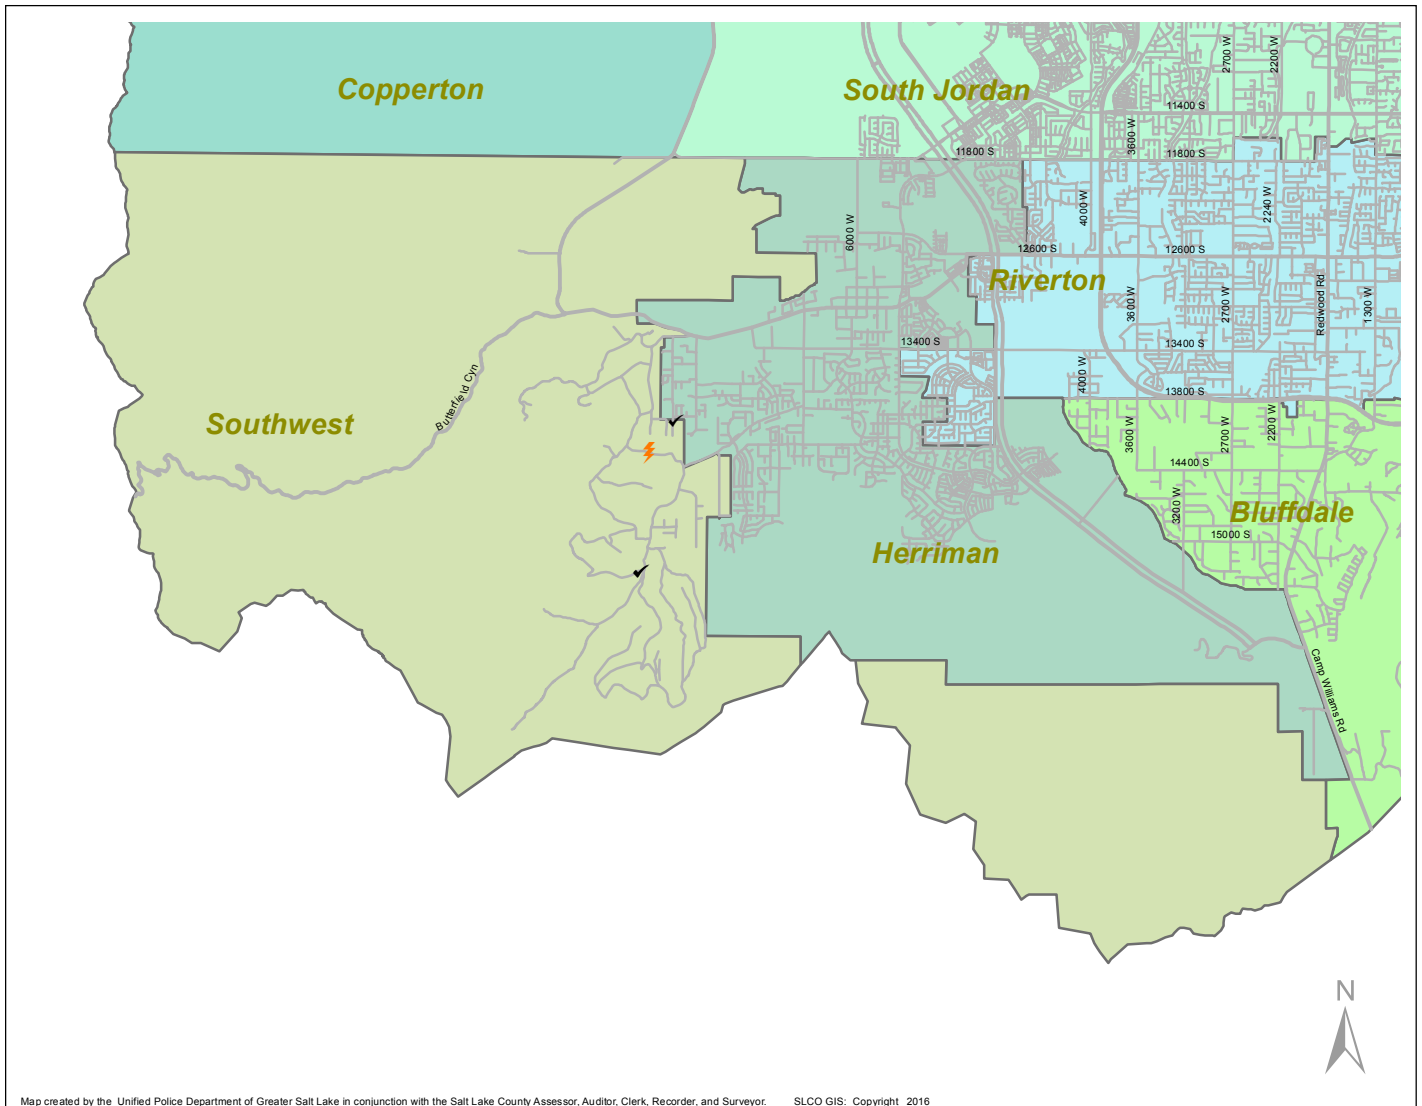 2700 W
2200 W
Copperton
South Jordan
11400 S
3600 W
11800 S
11800 S
4000 W
2240 W
6000 W
12600 S
12600 S
Riverton
3600 W
2700 W
Redwood Rd
1300 W
13400 S
13400 S
4000 W
13800 S
Butterfield Cyn
Southwest
3600 W
2700 W
2200 W
14400 S
3200 W
Bluffdale
15000 S
Herriman
Camp Williams Rd
N
Map created by the Unified Police Department of Greater Salt Lake in conjunction with the Salt Lake County Assessor, Auditor, Clerk, Recorder, and Surveyor. SLCO GIS: Copyright 2016